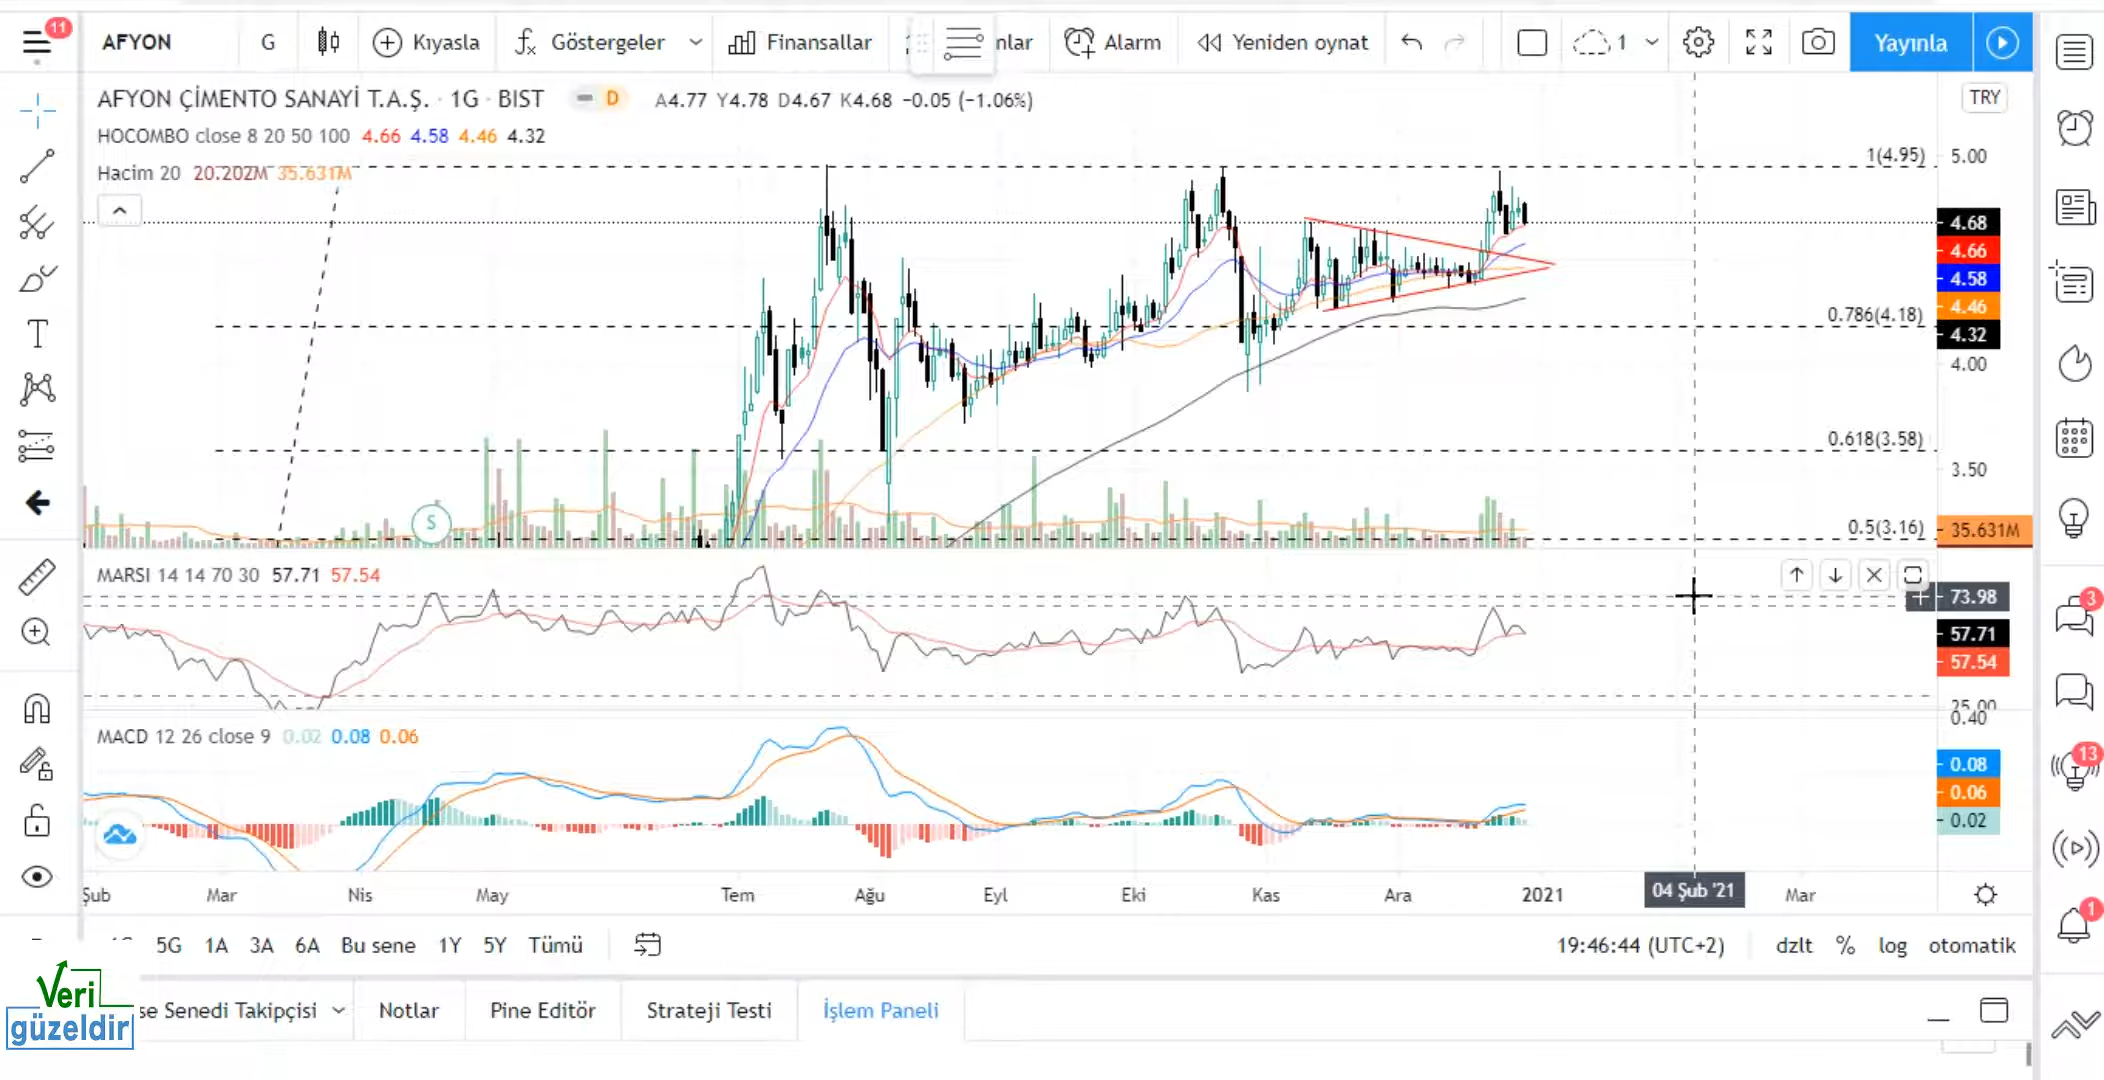 11
AFYON G Kıyasla Göstergeler Finansallar nlar Alarm Yeniden oynat 1 Yayınla
AFYON ÇİMENTO SANAYİ T.A.Ş. · 1G · BIST D A4.77 Y4.78 D4.67 K4.68 −0.05 (−1.06%)
TRY
HOCOMBO close 8 20 50 100 4.66 4.58 4.46 4.32
Hacim 20 20.202M 35.631M
1(4.95)
5.00
4.68
4.66
4.58
4.46
0.786(4.18)
4.32
4.00
0.618(3.58)
3.50
S
0.5(3.16)
35.631M
MARSI 14 14 70 30 57.71 57.54
73.98
57.71
57.54
25.00
0.40
MACD 12 26 close 9 0.02 0.08 0.06
0.08
0.06
0.02
3
13
1
Şub Mar Nis May Tem Ağu Eyl Eki Kas Ara 2021 04 Şub '21 Mar
5G 1A 3A 6A Bu sene 1Y 5Y Tümü 19:46:44 (UTC+2) dzlt % log otomatik
Veri
güzeldir
se Senedi Takipçisi Notlar Pine Editör Strateji Testi İşlem Paneli